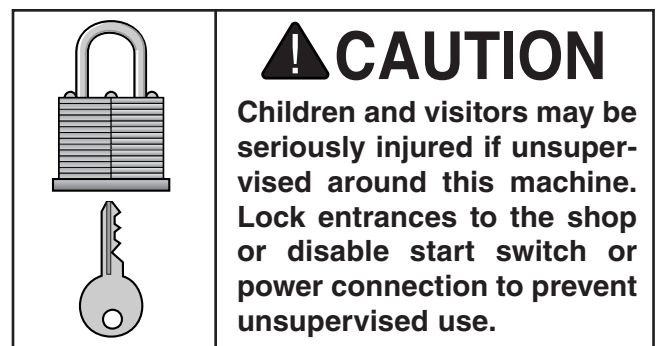 CAUTION
Children and visitors may be
seriously injured if unsuper-
vised around this machine.
Lock entrances to the shop
or disable start switch or
power connection to prevent
unsupervised use.